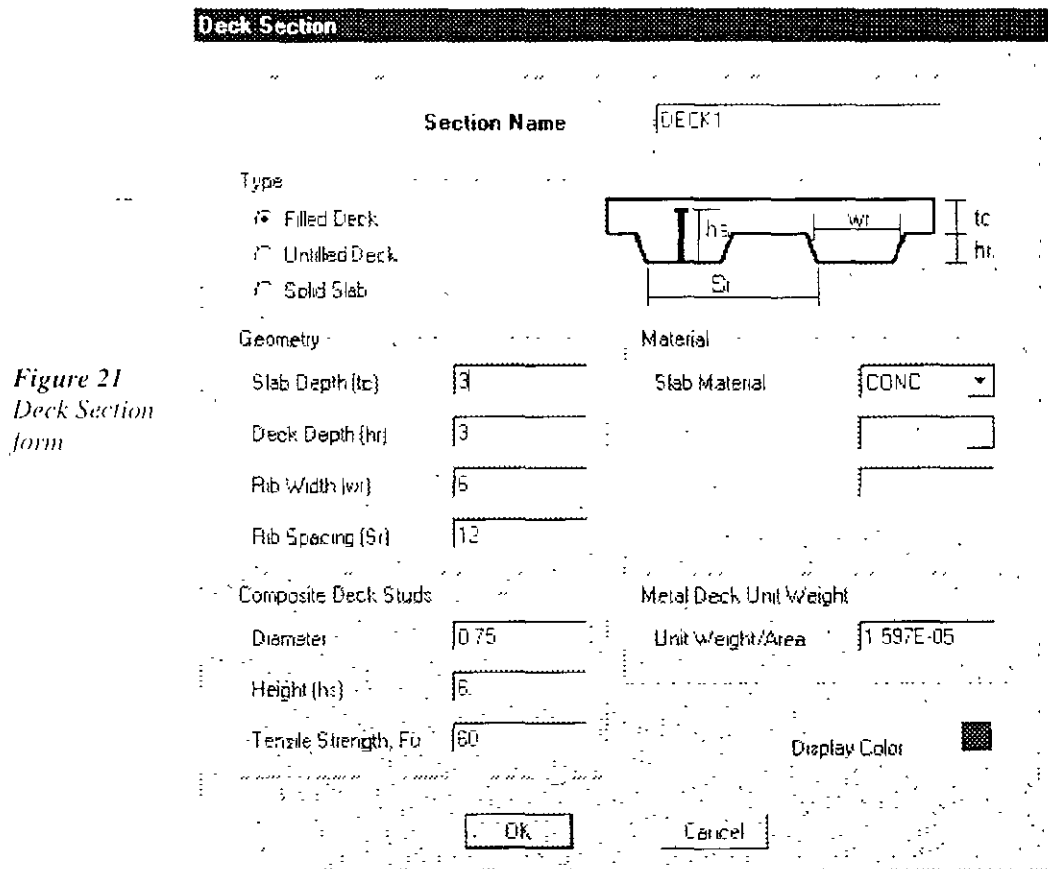 Deck Section
Section Name
DECK1
Type
Filled Deck
Unfilled Deck
Solid Slab
hs
wr
tc
hr
Sr
Geometry
Slab Depth (tc)
3
Deck Depth (hr)
3
Rib Width (wr)
6
Rib Spacing (Sr)
12
Material
Slab Material
CONC
Composite Deck Studs
Diameter
0.75
Height (hs)
6.
Tensile Strength, Fu
60
Metal Deck Unit Weight
Unit Weight/Area
1.597E-05
Display Color
OK
Cancel
Figure 21
Deck Section
form